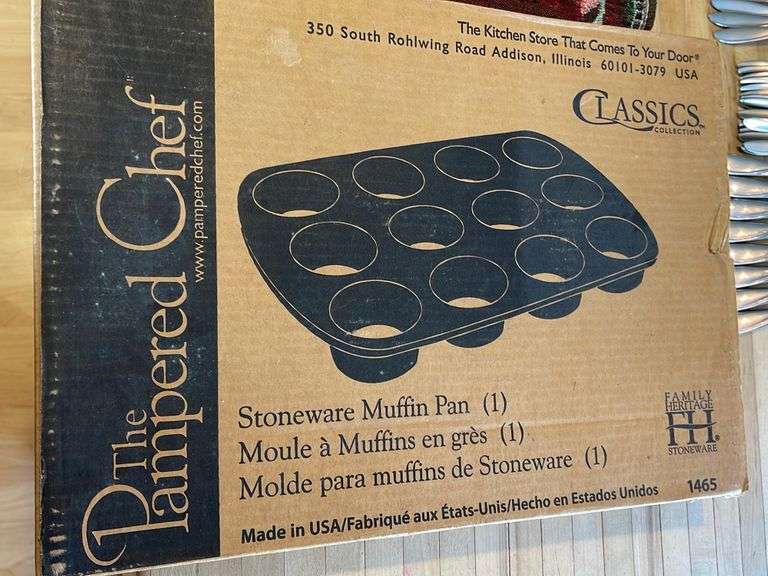 The Kitchen Store That Comes To Your Door®
350 South Rohlwing Road Addison, Illinois 60101-3079 USA
CLASSICS™
COLLECTION
The
Pampered Chef™
www.pamperedchef.com
Stoneware Muffin Pan (1)
Moule à Muffins en grès (1)
Molde para muffins de Stoneware (1)
Made in USA/Fabriqué aux États-Unis/Hecho en Estados Unidos
FAMILY
HERITAGE
FH®
STONEWARE
1465